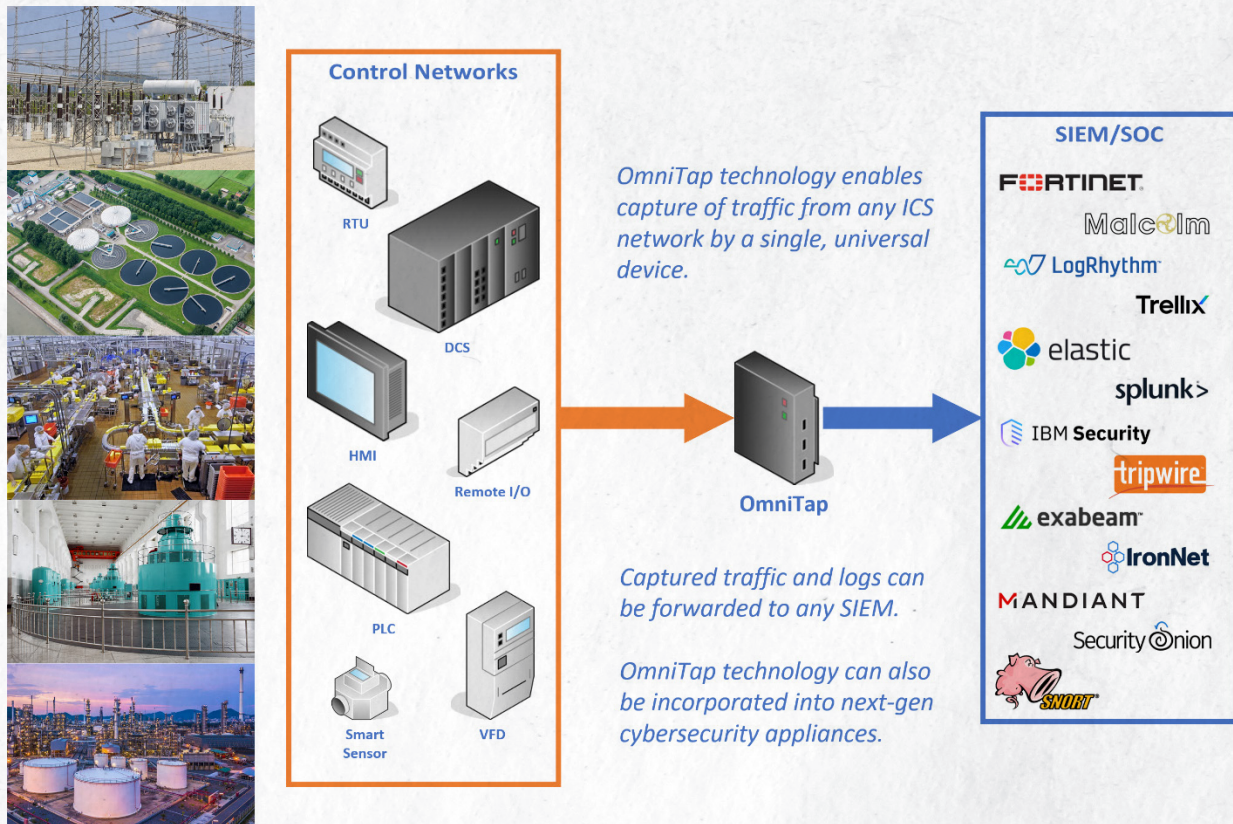 Control Networks
RTU
DCS
HMI
Remote I/O
PLC
Smart
Sensor
VFD
OmniTap technology enables
capture of traffic from any ICS
network by a single, universal
device.
OmniTap
Captured traffic and logs can
be forwarded to any SIEM.
OmniTap technology can also
be incorporated into next-gen
cybersecurity appliances.
SIEM/SOC
FORTINET®
Malcolm
LogRhythm™
Trellix
elastic
splunk>
IBM Security
tripwire
exabeam™
IronNet
MANDIANT
Security Onion
SNORT®